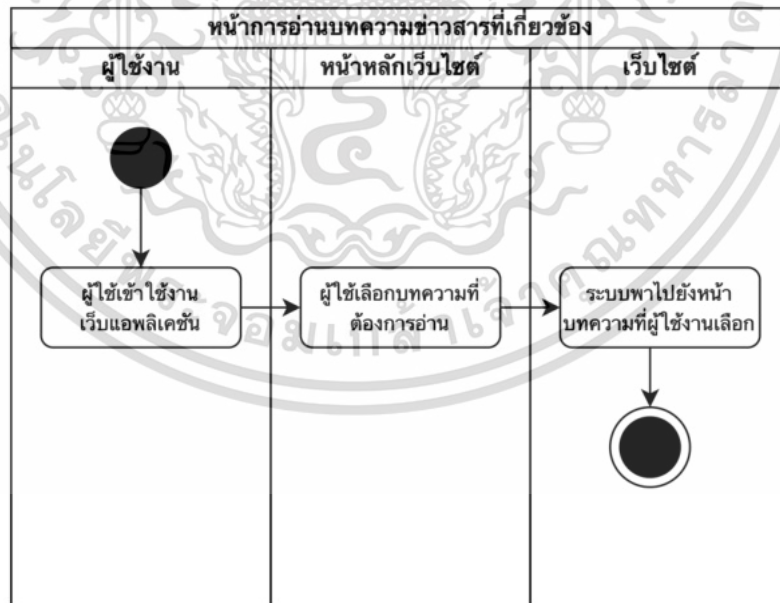 หน้าการอ่านบทความข่าวสารที่เกี่ยวข้อง
ผู้ใช้งาน
หน้าหลักเว็บไซต์
เว็บไซต์
ผู้ใช้เข้าใช้งาน
เว็บแอพลิเคชัน
ผู้ใช้เลือกบทความที่
ต้องการอ่าน
ระบบพาไปยังหน้า
บทความที่ผู้ใช้งานเลือก